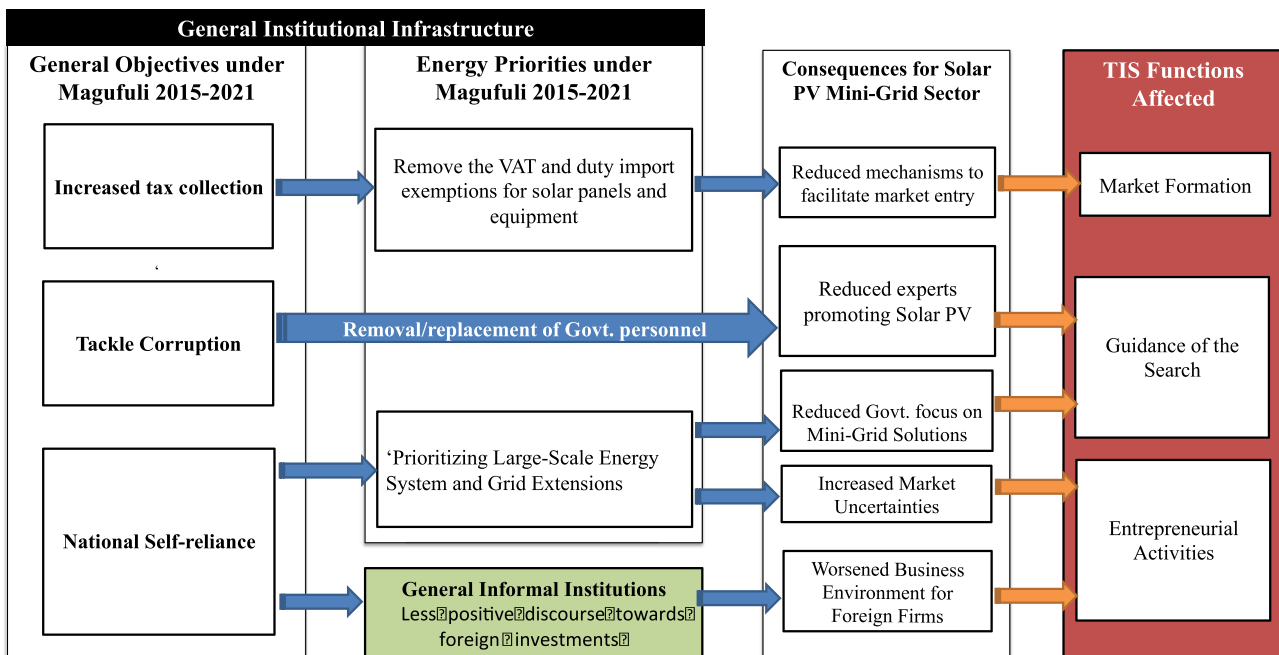 General Institutional Infrastructure
General Objectives under
Magufuli 2015-2021
Increased tax collection
‘
Tackle Corruption
National Self-reliance
Energy Priorities under
Magufuli 2015-2021
Remove the VAT and duty import
exemptions for solar panels and
equipment
Removal/replacement of Govt. personnel
‘Prioritizing Large-Scale Energy
System and Grid Extensions
General Informal Institutions
Less⍰positive⍰discourse⍰towards⍰
foreign⍰investments⍰
Consequences for Solar
PV Mini-Grid Sector
Reduced mechanisms to
facilitate market entry
Reduced experts
promoting Solar PV
Reduced Govt. focus on
Mini-Grid Solutions
Increased Market
Uncertainties
Worsened Business
Environment for
Foreign Firms
TIS Functions
Affected
Market Formation
Guidance of the
Search
Entrepreneurial
Activities